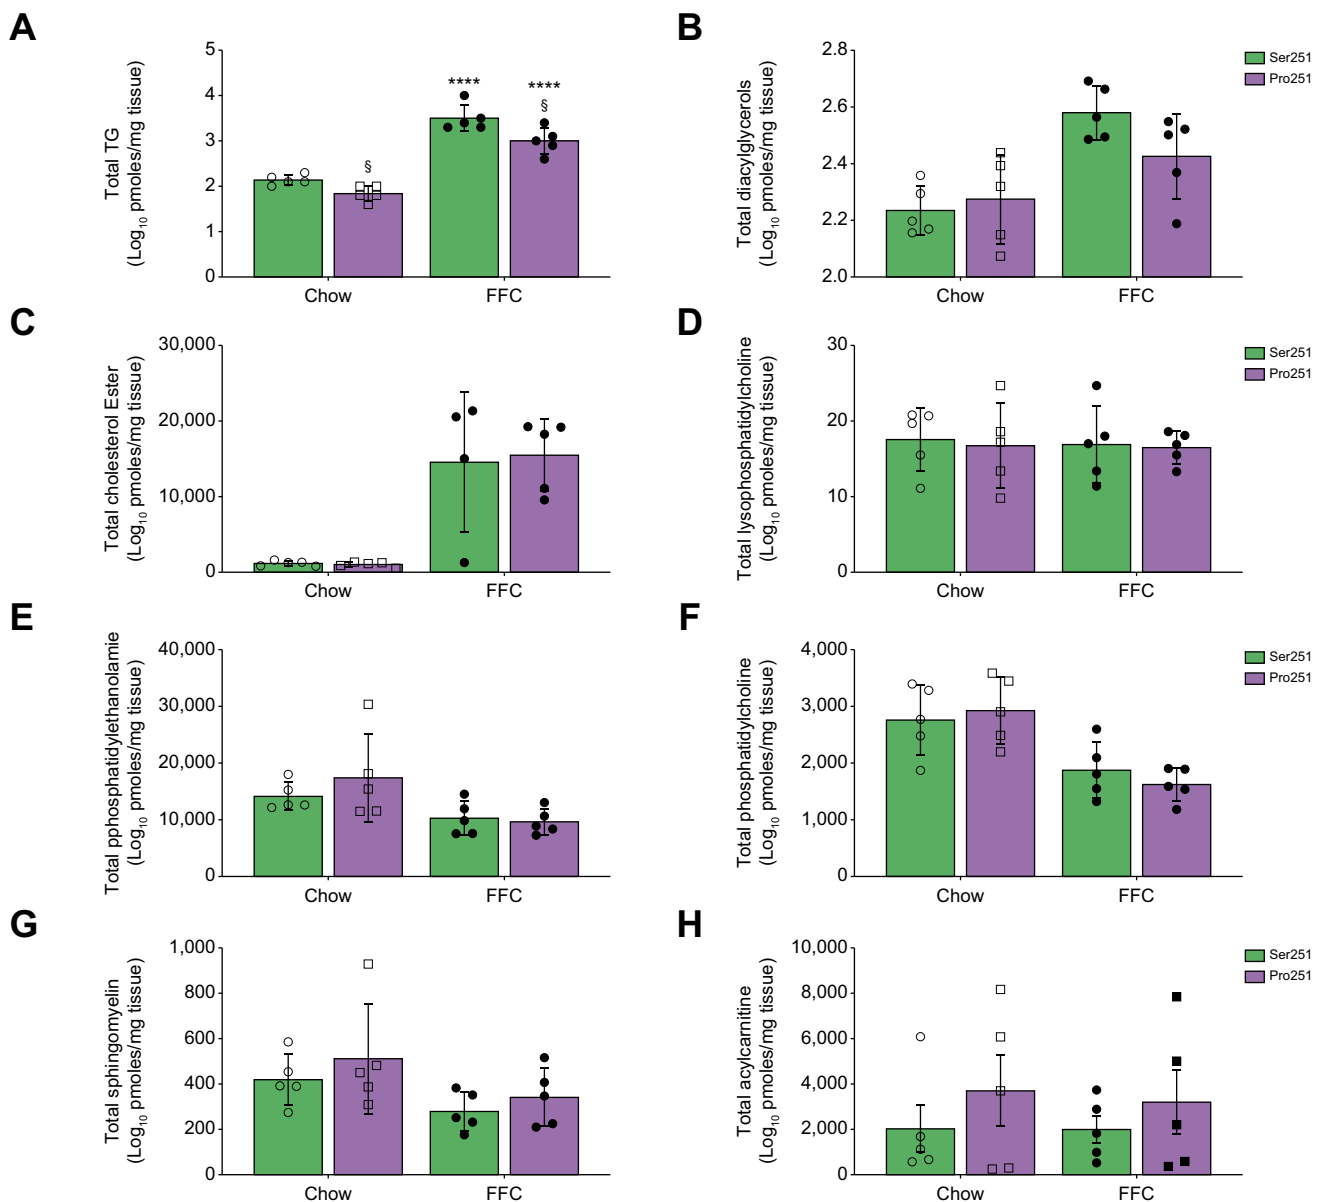 A
Total TG
(Log10 pmoles/mg tissue)
5
4
3
2
1
0
****
****
§
§
Chow
FFC
B
Total diacylglycerols
(Log10 pmoles/mg tissue)
2.8
2.6
2.4
2.2
2.0
Chow
FFC
Ser251
Pro251
C
Total cholesterol Ester
(Log10 pmoles/mg tissue)
30,000
20,000
10,000
0
Chow
FFC
D
Total lysophosphatidylcholine
(Log10 pmoles/mg tissue)
30
20
10
0
Chow
FFC
Ser251
Pro251
E
Total pphosphatidylethanolamie
(Log10 pmoles/mg tissue)
40,000
30,000
20,000
10,000
0
Chow
FFC
F
Total phosphatidylcholine
(Log10 pmoles/mg tissue)
4,000
3,000
2,000
1,000
0
Chow
FFC
Ser251
Pro251
G
Total sphingomyelin
(Log10 pmoles/mg tissue)
1,000
800
600
400
200
0
Chow
FFC
H
Total acylcarnitine
(Log10 pmoles/mg tissue)
10,000
8,000
6,000
4,000
2,000
0
Chow
FFC
Ser251
Pro251